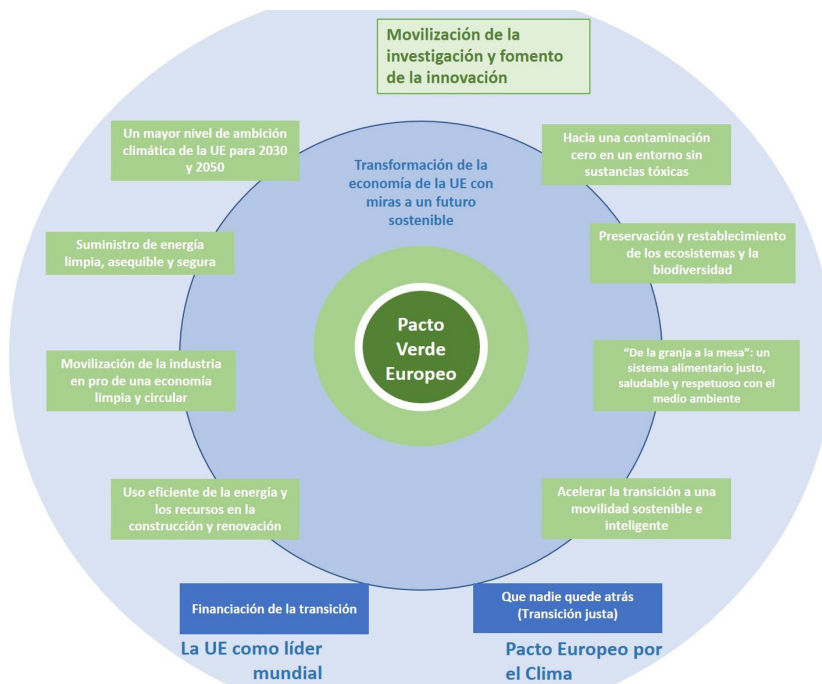 Movilización de la
investigación y fomento
de la innovación
Un mayor nivel de ambición
climática de la UE para 2030
y 2050
Hacia una contaminación
cero en un entorno sin
sustancias tóxicas
Transformación de la
economía de la UE con
miras a un futuro
sostenible
Suministro de energía
limpia, asequible y segura
Preservación y restablecimiento
de los ecosistemas y la
biodiversidad
Pacto
Verde
Europeo
Movilización de la industria
en pro de una economía
limpia y circular
“De la granja a la mesa”: un
sistema alimentario justo,
saludable y respetuoso con el
medio ambiente
Uso eficiente de la energía y
los recursos en la
construcción y renovación
Acelerar la transición a una
movilidad sostenible e
inteligente
Financiación de la transición
Que nadie quede atrás
(Transición justa)
La UE como líder
mundial
Pacto Europeo por
el Clima